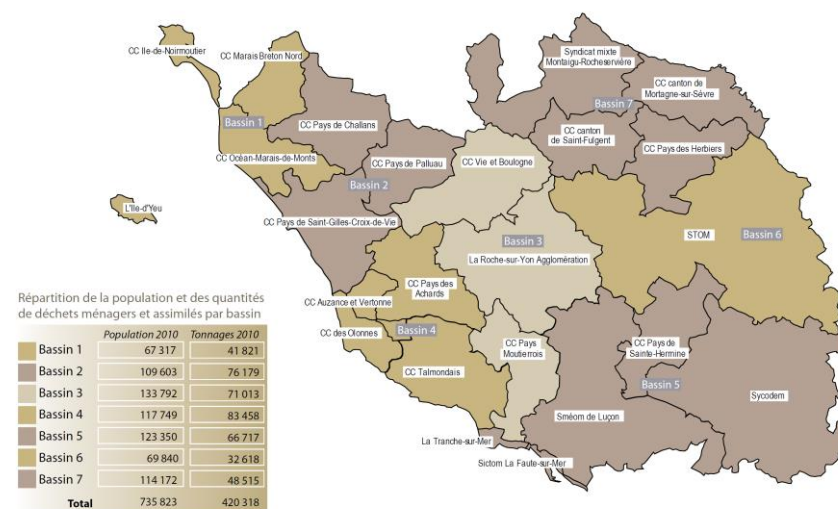 CC Ile-de-Noirmoutier
CC Marais Breton Nord
Syndicat mixte
Montaigu-Rocheservière
CC canton de
Mortagne-sur-Sèvre
Bassin 7
Bassin 1
CC Pays de Challans
CC canton
de Saint-Fulgent
CC Pays des Herbiers
CC Océan-Marais-de-Monts
CC Pays de Palluau
CC Vie et Boulogne
Bassin 2
L'Ile-d'Yeu
CC Pays de Saint-Gilles-Croix-de-Vie
Bassin 3
STOM
Bassin 6
La Roche-sur-Yon Agglomération
CC Pays des
Achards
CC Auzance et Vertonne
CC des Olonnes
Bassin 4
CC Pays
Moutierrois
CC Pays de
Sainte-Hermine
CC Talmondais
Bassin 5
Sycodem
Sméom de Luçon
La Tranche-sur-Mer
Sictom La Faute-sur-Mer
Répartition de la population et des quantités
de déchets ménagers et assimilés par bassin
Population 2010 Tonnages 2010
Bassin 1 67 317 41 821
Bassin 2 109 603 76 179
Bassin 3 133 792 71 013
Bassin 4 117 749 83 458
Bassin 5 123 350 66 717
Bassin 6 69 840 32 618
Bassin 7 114 172 48 515
Total 735 823 420 318